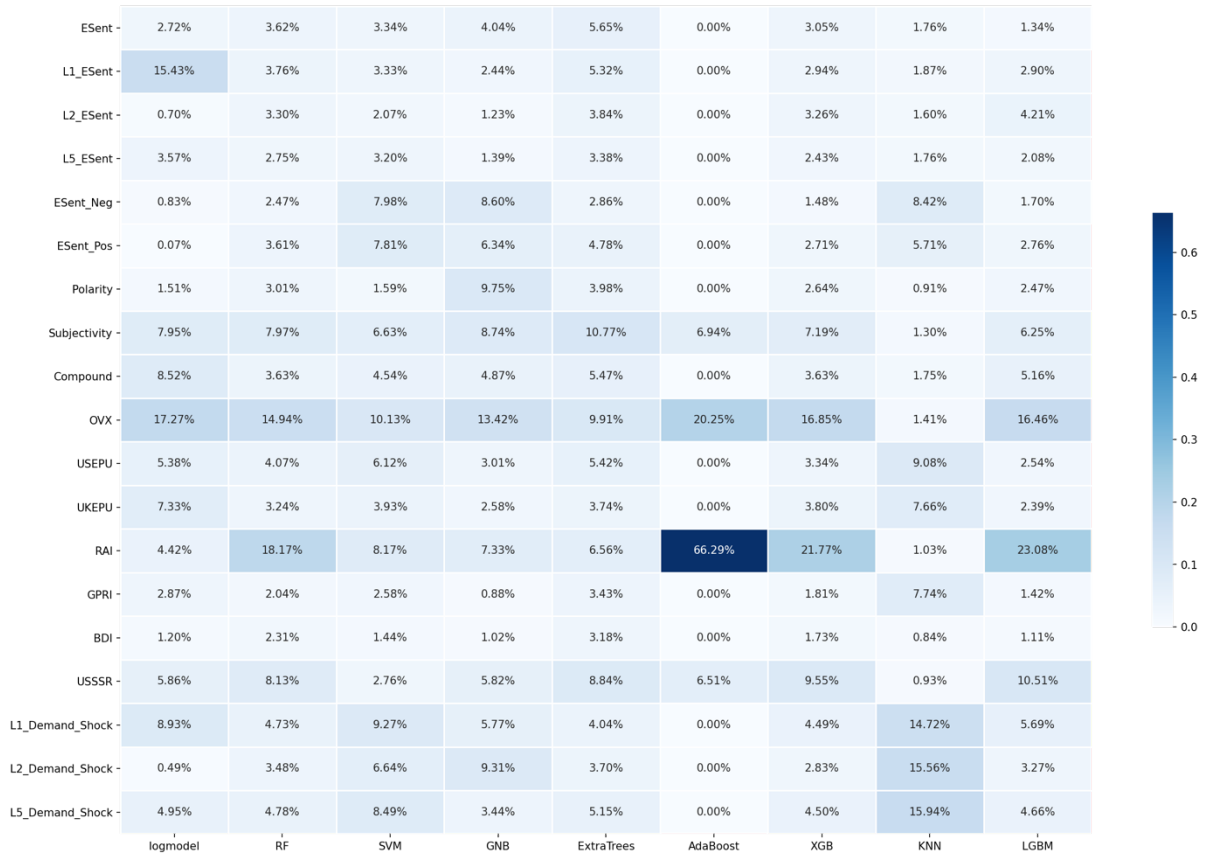 ESent 2.72% 3.62% 3.34% 4.04% 5.65% 0.00% 3.05% 1.76% 1.34%
L1_ESent 15.43% 3.76% 3.33% 2.44% 5.32% 0.00% 2.94% 1.87% 2.90%
L2_ESent 0.70% 3.30% 2.07% 1.23% 3.84% 0.00% 3.26% 1.60% 4.21%
L5_ESent 3.57% 2.75% 3.20% 1.39% 3.38% 0.00% 2.43% 1.76% 2.08%
ESent_Neg 0.83% 2.47% 7.98% 8.60% 2.86% 0.00% 1.48% 8.42% 1.70%
ESent_Pos 0.07% 3.61% 7.81% 6.34% 4.78% 0.00% 2.71% 5.71% 2.76%
Polarity 1.51% 3.01% 1.59% 9.75% 3.98% 0.00% 2.64% 0.91% 2.47%
Subjectivity 7.95% 7.97% 6.63% 8.74% 10.77% 6.94% 7.19% 1.30% 6.25%
Compound 8.52% 3.63% 4.54% 4.87% 5.47% 0.00% 3.63% 1.75% 5.16%
OVX 17.27% 14.94% 10.13% 13.42% 9.91% 20.25% 16.85% 1.41% 16.46%
USEPU 5.38% 4.07% 6.12% 3.01% 5.42% 0.00% 3.34% 9.08% 2.54%
UKEPU 7.33% 3.24% 3.93% 2.58% 3.74% 0.00% 3.80% 7.66% 2.39%
RAI 4.42% 18.17% 8.17% 7.33% 6.56% 66.29% 21.77% 1.03% 23.08%
GPRI 2.87% 2.04% 2.58% 0.88% 3.43% 0.00% 1.81% 7.74% 1.42%
BDI 1.20% 2.31% 1.44% 1.02% 3.18% 0.00% 1.73% 0.84% 1.11%
USSSR 5.86% 8.13% 2.76% 5.82% 8.84% 6.51% 9.55% 0.93% 10.51%
L1_Demand_Shock 8.93% 4.73% 9.27% 5.77% 4.04% 0.00% 4.49% 14.72% 5.69%
L2_Demand_Shock 0.49% 3.48% 6.64% 9.31% 3.70% 0.00% 2.83% 15.56% 3.27%
L5_Demand_Shock 4.95% 4.78% 8.49% 3.44% 5.15% 0.00% 4.50% 15.94% 4.66%
logmodel RF SVM GNB ExtraTrees AdaBoost XGB KNN LGBM
0.6
0.5
0.4
0.3
0.2
0.1
0.0